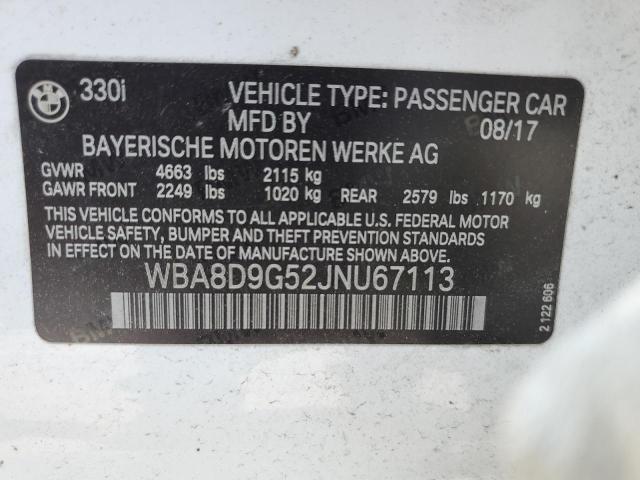 330i VEHICLE TYPE: PASSENGER CAR
MFD BY 08/17
BAYERISCHE MOTOREN WERKE AG
GVWR 4663 lbs 2115 kg
GAWR FRONT 2249 lbs 1020 kg REAR 2579 lbs 1170 kg
THIS VEHICLE CONFORMS TO ALL APPLICABLE U.S. FEDERAL MOTOR
VEHICLE SAFETY, BUMPER AND THEFT PREVENTION STANDARDS
IN EFFECT ON THE DATE OF MANUFACTURE SHOWN ABOVE.
WBA8D9G52JNU67113
2 122 606